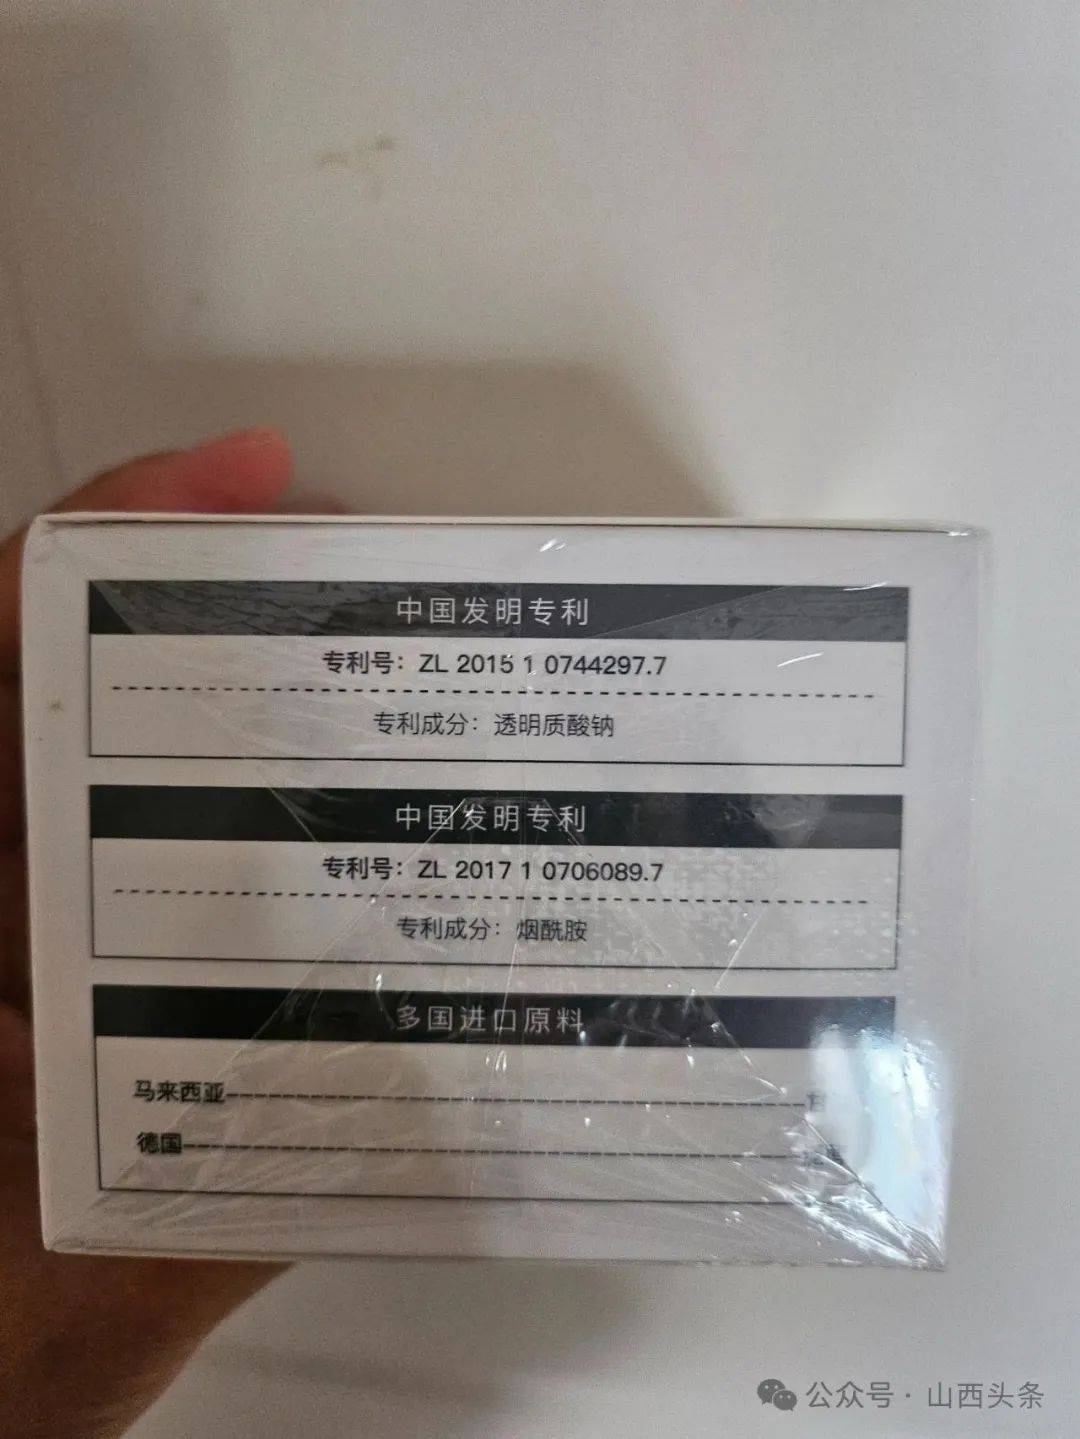 中国发明专利
专利号：ZL 2015 1 0744297.7
专利成分：透明质酸钠
中国发明专利
专利号：ZL 2017 1 0706089.7
专利成分：烟酰胺
多国进口原料
马来西亚
德国
公众号·山西头条